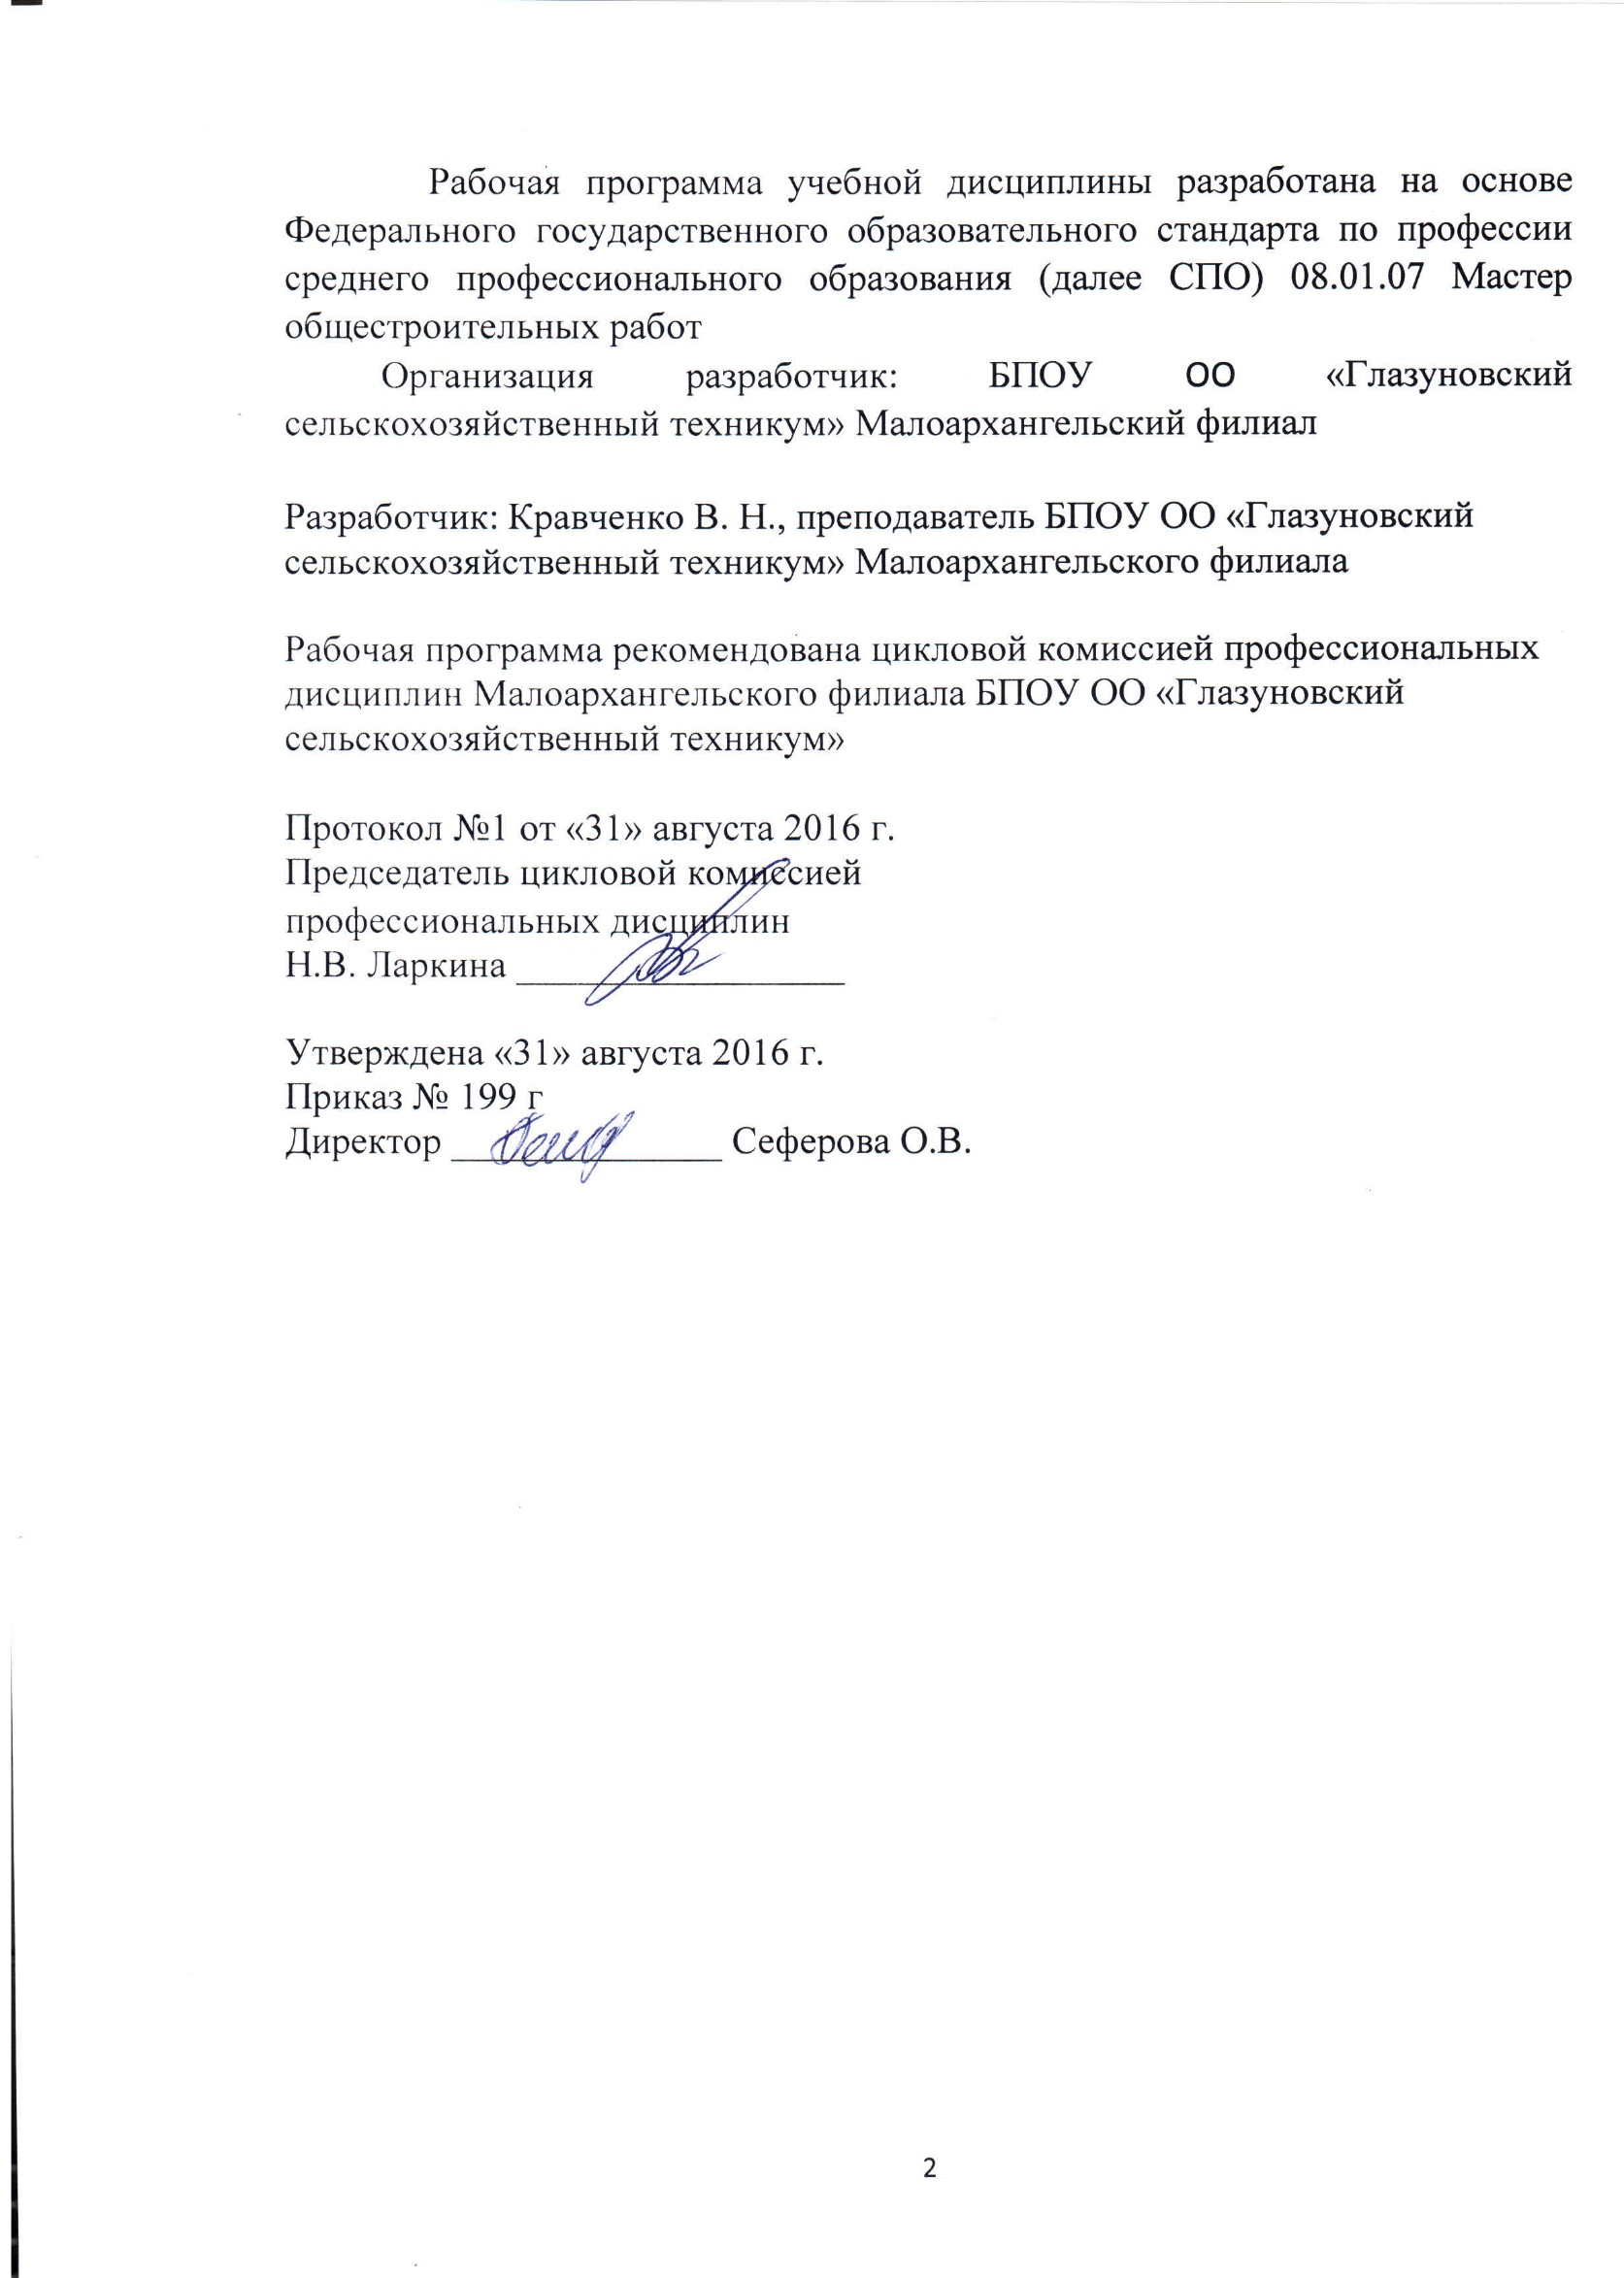 Рабочая программа учебной дисциплины разработана на основе
Федерального государственного образовательного стандарта по профессии
среднего профессионального образования (далее СПО) 08.01.07 Мастер
общестроительных работ
Организация разработчик: БПОУ ОО «Глазуновский
сельскохозяйственный техникум» Малоархангельский филиал
Разработчик: Кравченко В. Н., преподаватель БПОУ ОО «Глазуновский
сельскохозяйственный техникум» Малоархангельского филиала
Рабочая программа рекомендована цикловой комиссией профессиональных
дисциплин Малоархангельского филиала БПОУ ОО «Глазуновский
сельскохозяйственный техникум»
Протокол №1 от «31» августа 2016 г.
Председатель цикловой комиссией
профессиональных дисциплин
Н.В. Ларкина
Утверждена «31» августа 2016 г.
Приказ № 199 г
Директор Сеферова О.В.
2